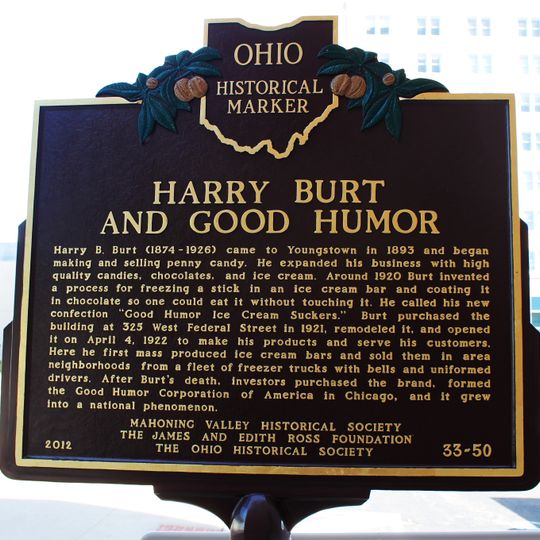 OHIO
HISTORICAL
MARKER
HARRY BURT
AND GOOD HUMOR
Harry B. Burt (1874-1926) came to Youngstown in 1893 and began
making and selling penny candy. He expanded his business with high
quality candies, chocolates, and ice cream. Around 1920 Burt invented
a process for freezing a stick in an ice cream bar and coating it
in chocolate so one could eat it without touching it. He called his new
confection "Good Humor Ice Cream Suckers." Burt purchased the
building at 325 West Federal Street in 1921, remodeled it, and opened
it on April 4, 1922 to make his products and serve his customers.
Here he first mass produced ice cream bars and sold them in area
neighborhoods from a fleet of freezer trucks with bells and uniformed
drivers. After Burt's death, investors purchased the brand, formed
the Good Humor Corporation of America in Chicago, and it grew
into a national phenomenon.
MAHONING VALLEY HISTORICAL SOCIETY
THE JAMES AND EDITH ROSS FOUNDATION
2012 THE OHIO HISTORICAL SOCIETY 33-50